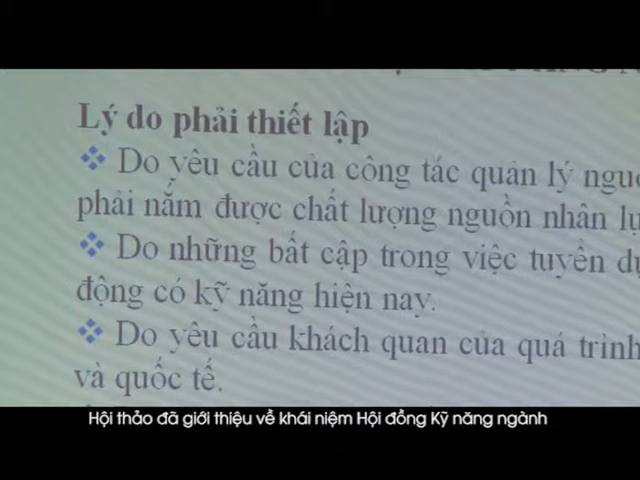 Lý do phải thiết lập
❖ Do yêu cầu của công tác quản lý
phải nắm được chất lượng nguồn nhân
❖ Do những bất cập trong việc tuyển
động có kỹ năng hiện nay.
❖ Do yêu cầu khách quan của quá trình
và quốc tế.
Hội thảo đã giới thiệu về khái niệm Hội đồng Kỹ năng ngành